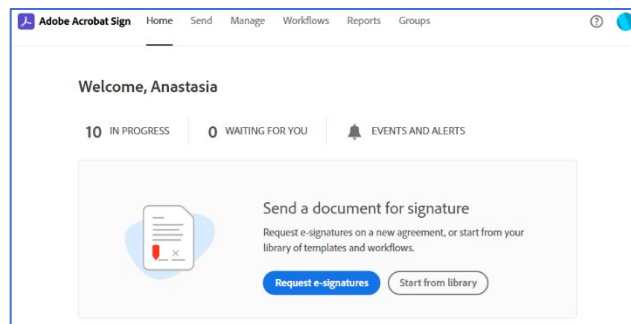 Adobe Acrobat Sign Home Send Manage Workflows Reports Groups
Welcome, Anastasia
10 IN PROGRESS 0 WAITING FOR YOU EVENTS AND ALERTS
Send a document for signature
Request e-signatures on a new agreement, or start from your
library of templates and workflows.
Request e-signatures Start from library